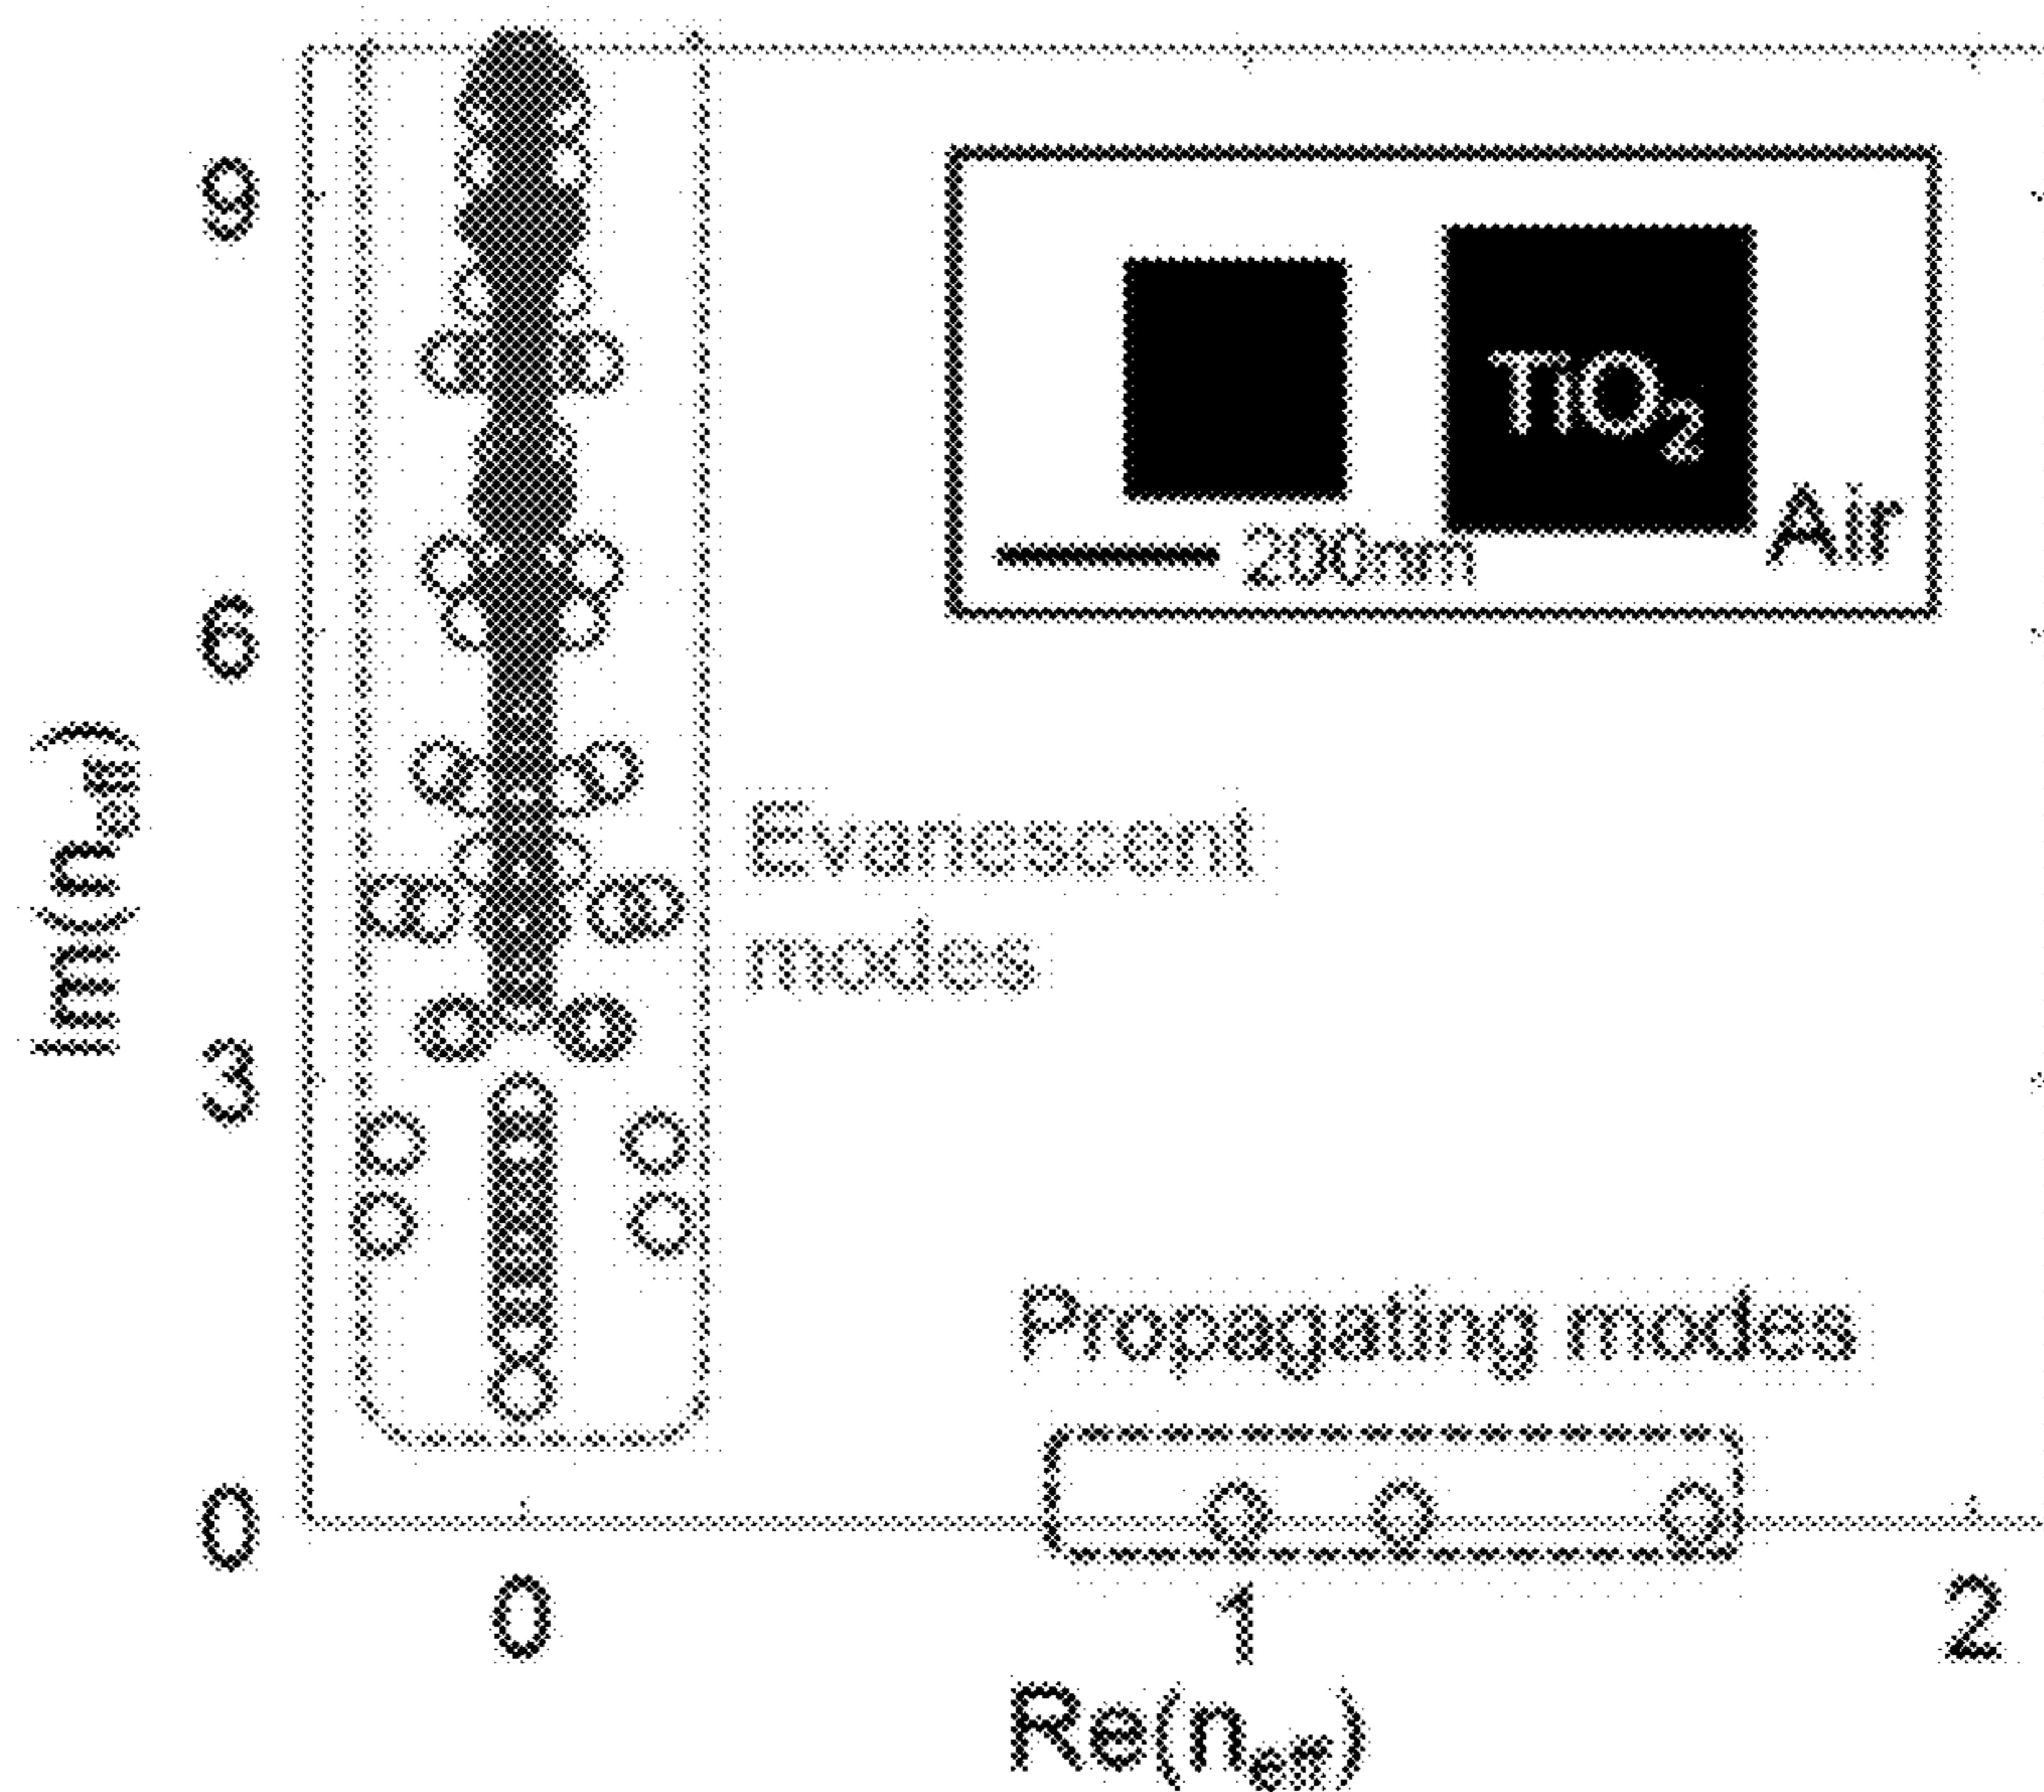 9
6
3
0
Im(n_eff)
TiO₂
Air
200nm
Evanescent
modes
Propagating modes
0
1
2
Re(n_eff)